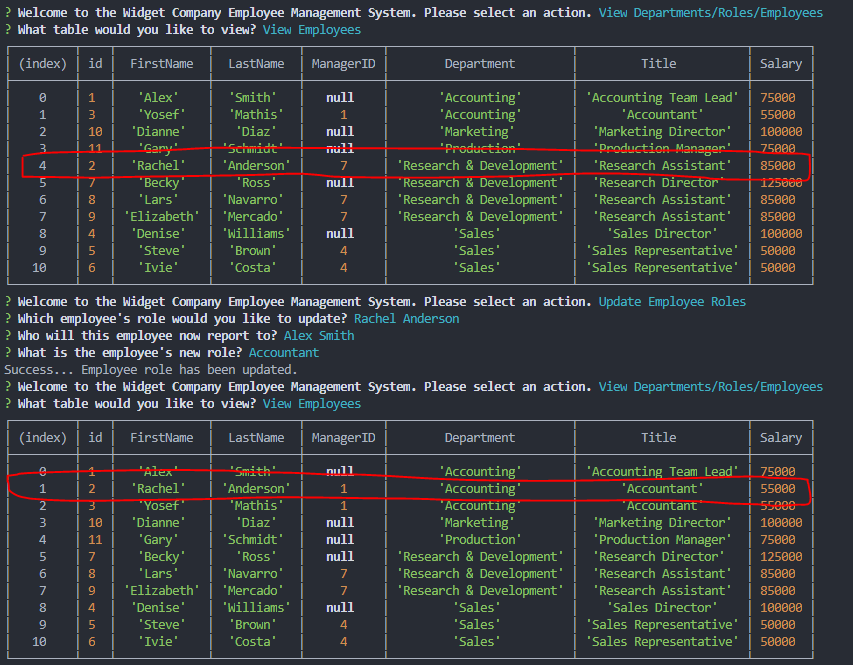 ? Welcome to the Widget Company Employee Management System. Please select an action. View Departments/Roles/Employees
? What table would you like to view? View Employees
(index) id FirstName LastName ManagerID Department Title Salary
0 1 'Alex' 'Smith' null 'Accounting' 'Accounting Team Lead' 75000
1 3 'Yosef' 'Mathis' 1 'Accounting' 'Accountant' 55000
2 10 'Dianne' 'Diaz' null 'Marketing' 'Marketing Director' 100000
3 11 'Gary' 'Schmidt' null 'Production' 'Production Manager' 75000
4 2 'Rachel' 'Anderson' 7 'Research & Development' 'Research Assistant' 85000
5 7 'Becky' 'Ross' null 'Research & Development' 'Research Director' 125000
6 8 'Lars' 'Navarro' 7 'Research & Development' 'Research Assistant' 85000
7 9 'Elizabeth' 'Mercado' 7 'Research & Development' 'Research Assistant' 85000
8 4 'Denise' 'Williams' null 'Sales' 'Sales Director' 100000
9 5 'Steve' 'Brown' 4 'Sales' 'Sales Representative' 50000
10 6 'Ivie' 'Costa' 4 'Sales' 'Sales Representative' 50000
? Welcome to the Widget Company Employee Management System. Please select an action. Update Employee Roles
? Which employee's role would you like to update? Rachel Anderson
? Who will this employee now report to? Alex Smith
? What is the employee's new role? Accountant
Success... Employee role has been updated.
? Welcome to the Widget Company Employee Management System. Please select an action. View Departments/Roles/Employees
? What table would you like to view? View Employees
(index) id FirstName LastName ManagerID Department Title Salary
0 1 'Alex' 'Smith' null 'Accounting' 'Accounting Team Lead' 75000
1 2 'Rachel' 'Anderson' 1 'Accounting' 'Accountant' 55000
2 3 'Yosef' 'Mathis' 1 'Accounting' 'Accountant' 55000
3 10 'Dianne' 'Diaz' null 'Marketing' 'Marketing Director' 100000
4 11 'Gary' 'Schmidt' null 'Production' 'Production Manager' 75000
5 7 'Becky' 'Ross' null 'Research & Development' 'Research Director' 125000
6 8 'Lars' 'Navarro' 7 'Research & Development' 'Research Assistant' 85000
7 9 'Elizabeth' 'Mercado' 7 'Research & Development' 'Research Assistant' 85000
8 4 'Denise' 'Williams' null 'Sales' 'Sales Director' 100000
9 5 'Steve' 'Brown' 4 'Sales' 'Sales Representative' 50000
10 6 'Ivie' 'Costa' 4 'Sales' 'Sales Representative' 50000